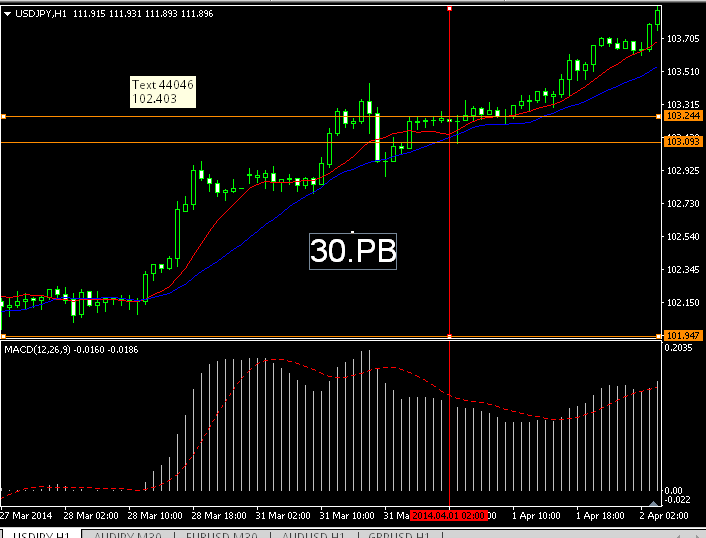 USDJPY,H1 111.915 111.931 111.893 111.896
103.705
103.510
Text 44046
102.403
103.315
103.244
103.093
102.925
102.730
30.PB
102.540
102.345
102.150
101.947
MACD(12,26,9) -0.0160 -0.0186
0.2035
0.00
-0.022
27 Mar 2014 28 Mar 02:00 28 Mar 10:00 28 Mar 18:00 31 Mar 02:00 31 Mar 10:00 31 Ma 2014.04.01 02:00 1 Apr 10:00 1 Apr 18:00 2 Apr 02:00
USDJPY,H1 AUDJPY,M30 EURUSD,M30 AUDUSD,H1 GBPUSD,H1